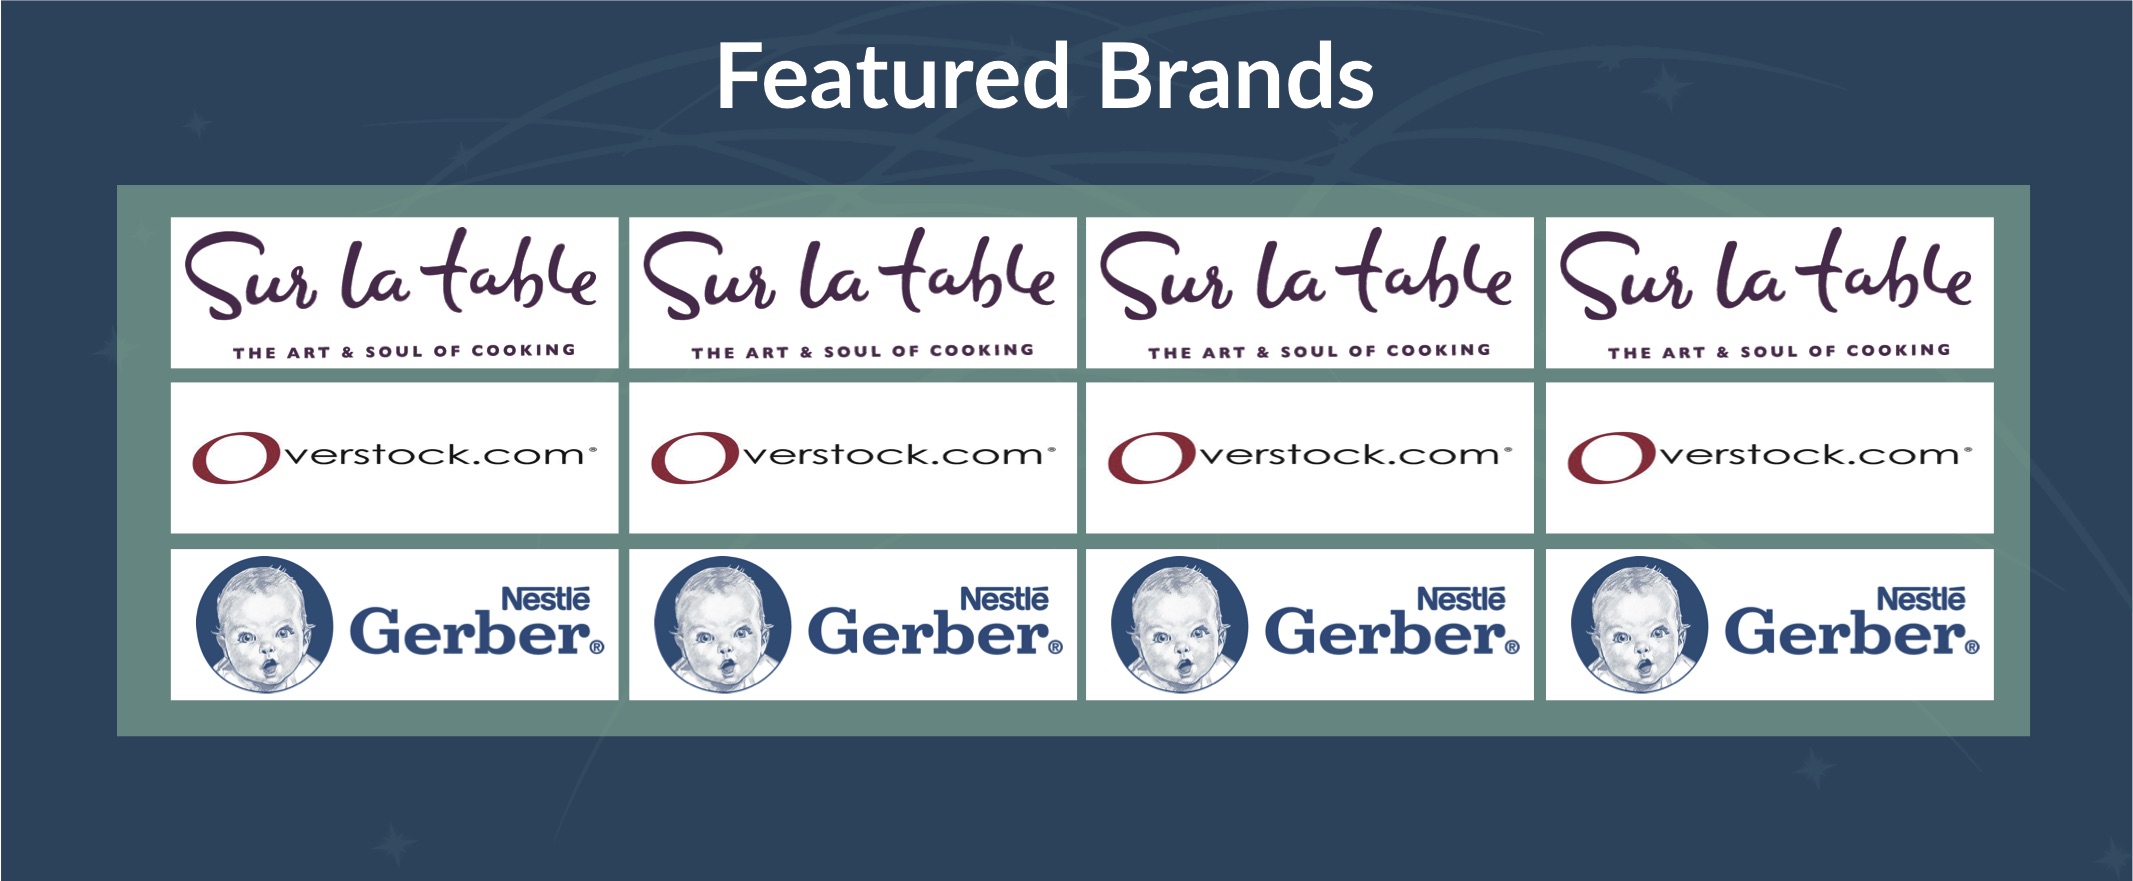 Featured Brands
Sur la table Sur la table Sur la table Sur la table
THE ART & SOUL OF COOKING THE ART & SOUL OF COOKING THE ART & SOUL OF COOKING THE ART & SOUL OF COOKING
Overstock.com® Overstock.com® Overstock.com® Overstock.com®
Nestlé Nestlé Nestlé Nestlé
Gerber® Gerber® Gerber® Gerber®